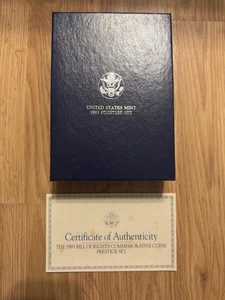 UNITED STATES MINT
1993 PRESTIGE SET
Certificate of Authenticity
THE 1993 BILL OF RIGHTS COMMEMORATIVE COINS
PRESTIGE SET